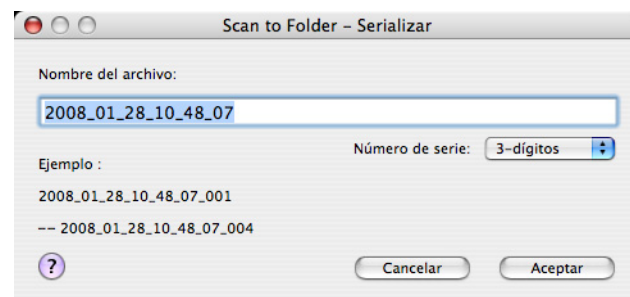 Scan to Folder – Serializar
Nombre del archivo:
2008_01_28_10_48_07
Número de serie: 3-dígitos
Ejemplo :
2008_01_28_10_48_07_001
-- 2008_01_28_10_48_07_004
? Cancelar Aceptar